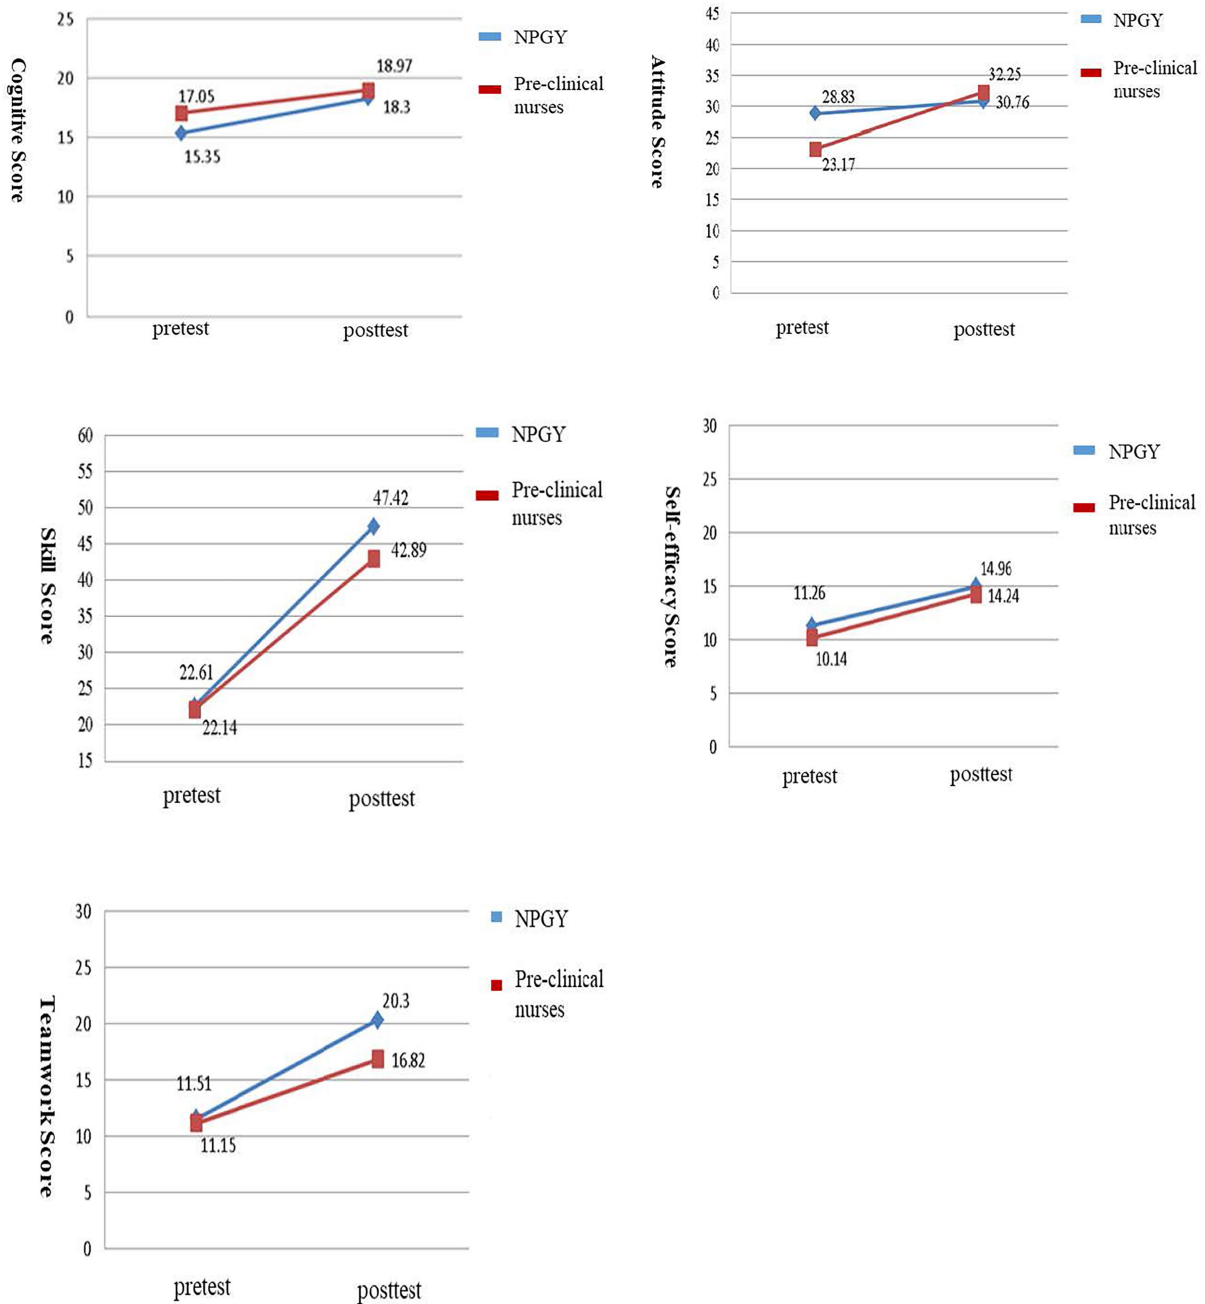 Cognitive Score
25
20
15
10
5
0
17.05
15.35
18.97
18.3
pretest
posttest
NPGY
Pre-clinical
nurses
Attitude Score
45
40
35
30
25
20
15
10
5
0
28.83
23.17
32.25
30.76
pretest
posttest
NPGY
Pre-clinical
nurses
Skill Score
60
55
50
45
40
35
30
25
20
15
22.61
22.14
47.42
42.89
pretest
posttest
NPGY
Pre-clinical
nurses
Self-efficacy Score
30
25
20
15
10
5
0
11.26
10.14
14.96
14.24
pretest
posttest
NPGY
Pre-clinical
nurses
Teamwork Score
30
25
20
15
10
5
0
11.51
11.15
20.3
16.82
pretest
posttest
NPGY
Pre-clinical
nurses